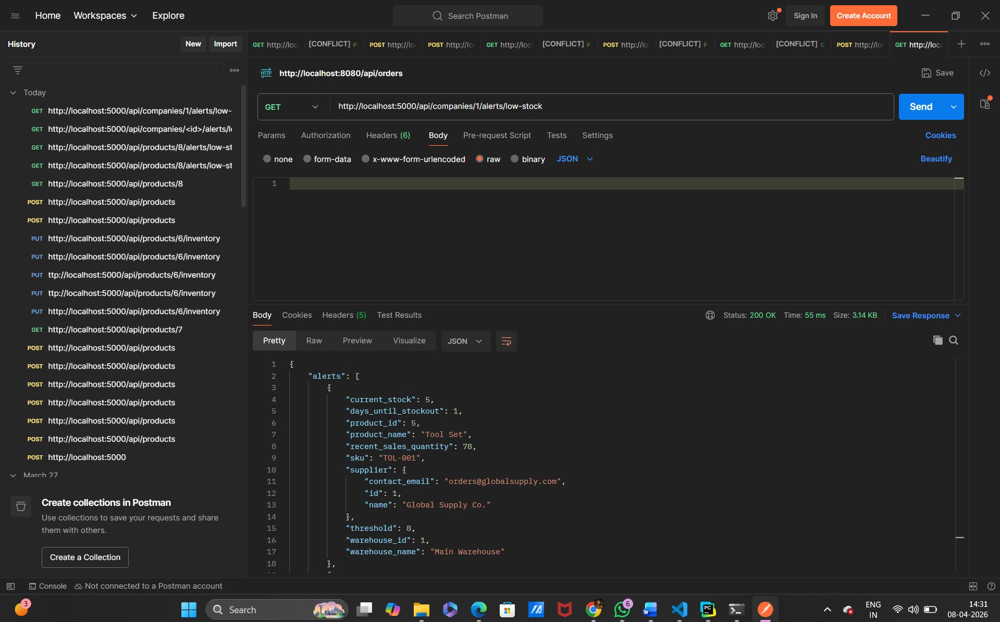 Home Workspaces Explore Search Postman Sign In Create Account
History New Import
GET http://loc [CONFLICT] P POST http://lo POST http://lo GET http://loc [CONFLICT] P POST http://lo [CONFLICT] P GET http://loc [CONFLICT] G POST http://lo GET http://loc
HTTP http://localhost:8080/api/orders Save
Today
GET http://localhost:5000/api/companies/1/alerts/low-
GET http://localhost:5000/api/companies/<id>/alerts/l
GET http://localhost:5000/api/products/8/alerts/low-st
GET http://localhost:5000/api/products/8/alerts/low-st
GET http://localhost:5000/api/products/8
POST http://localhost:5000/api/products
POST http://localhost:5000/api/products
PUT http://localhost:5000/api/products/6/inventory
PUT http://localhost:5000/api/products/6/inventory
PUT ttp://localhost:5000/api/products/6/inventory
PUT ttp://localhost:5000/api/products/6/inventory
PUT http://localhost:5000/api/products/6/inventory
GET http://localhost:5000/api/products/7
POST http://localhost:5000/api/products
POST http://localhost:5000/api/products
POST http://localhost:5000/api/products
POST http://localhost:5000/api/products
POST http://localhost:5000/api/products
POST http://localhost:5000/api/products
POST http://localhost:5000
March 27
Create collections in Postman
Use collections to save your requests and share
them with others.
Create a Collection
GET http://localhost:5000/api/companies/1/alerts/low-stock Send
Params Authorization Headers (6) Body Pre-request Script Tests Settings Cookies
none form-data x-www-form-urlencoded raw binary JSON Beautify
1
Body Cookies Headers (5) Test Results Status: 200 OK Time: 55 ms Size: 3.14 KB Save Response
Pretty Raw Preview Visualize JSON
1 {
2 "alerts": [
3 {
4 "current_stock": 5,
5 "days_until_stockout": 1,
6 "product_id": 5,
7 "product_name": "Tool Set",
8 "recent_sales_quantity": 78,
9 "sku": "TOL-001",
10 "supplier": {
11 "contact_email": "orders@globalsupply.com",
12 "id": 1,
13 "name": "Global Supply Co."
14 },
15 "threshold": 8,
16 "warehouse_id": 1,
17 "warehouse_name": "Main Warehouse"
18 },
Console Not connected to a Postman account
3 Search PC 6 W ENG 14:31
IN 08-04-2026